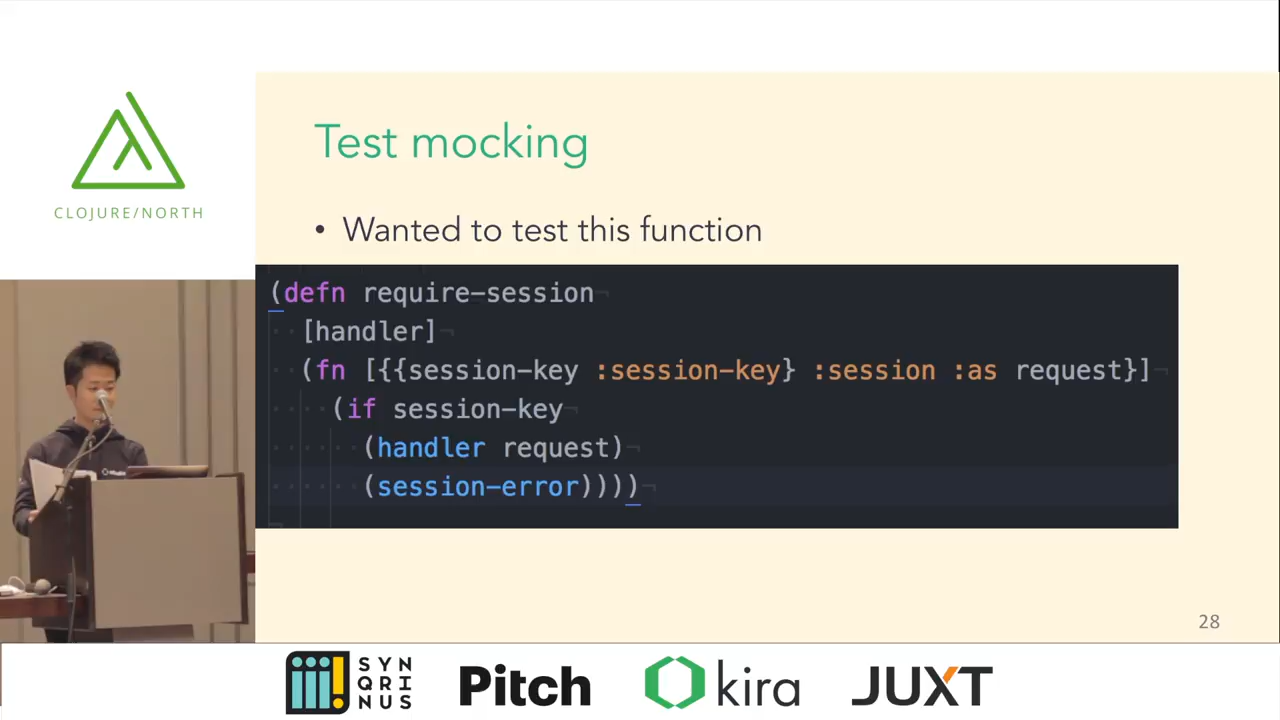 CLOJURE/NORTH
Test mocking
• Wanted to test this function
(defn require-session
[handler]
(fn [{{session-key :session-key} :session :as request}]
(if session-key
(handler request)
(session-error))))
28
SYN
QRI
NUS
Pitch
kira
JUXT